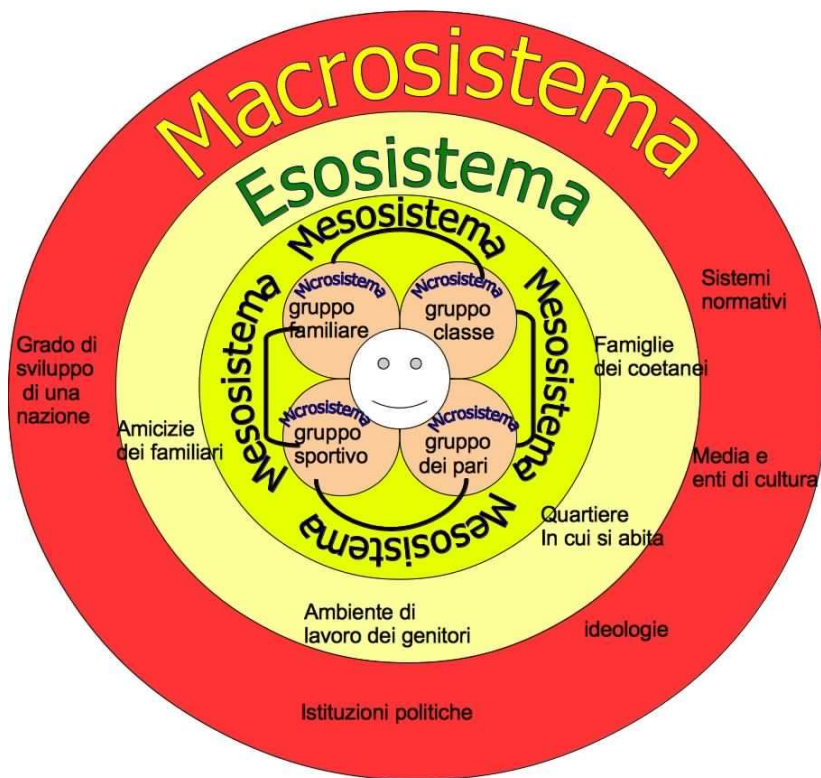 Macrosistema
Esosistema
Mesosistema
Mesosistema
Mesosistema
Mesosistema
Microsistema
gruppo
familiare
Microsistema
gruppo
classe
Microsistema
gruppo
sportivo
Microsistema
gruppo
dei pari
Sistemi
normativi
Grado di
sviluppo
di una
nazione
Famiglie
dei coetanei
Amicizie
dei familiari
Media e
enti di cultura
Quartiere
In cui si abita
Ambiente di
lavoro dei genitori
ideologie
Istituzioni politiche